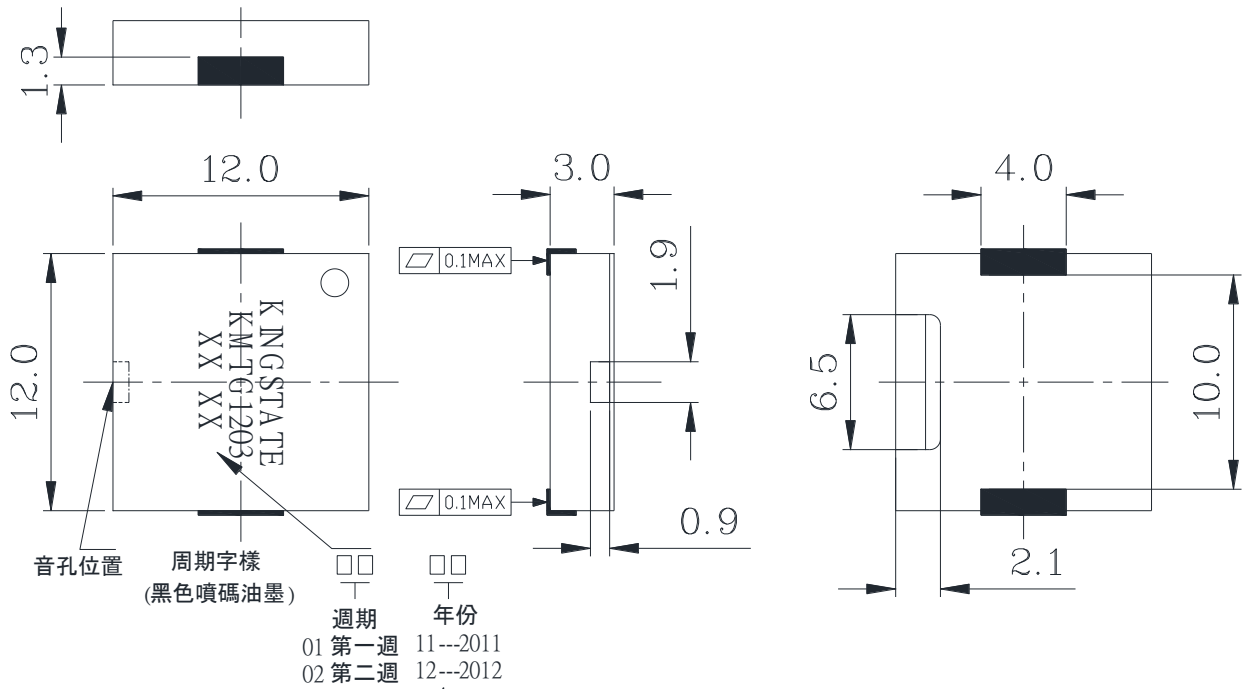 1.3
12.0
3.0
4.0
0.1MAX
1.9
12.0
KINGSTATE
KMTG1203
XX XX
6.5
10.0
0.1MAX
0.9
2.1
音孔位置
周期字樣
(黑色噴碼油墨)
□□ □□
週期 年份
01 第一週 11---2011
02 第二週 12---2012